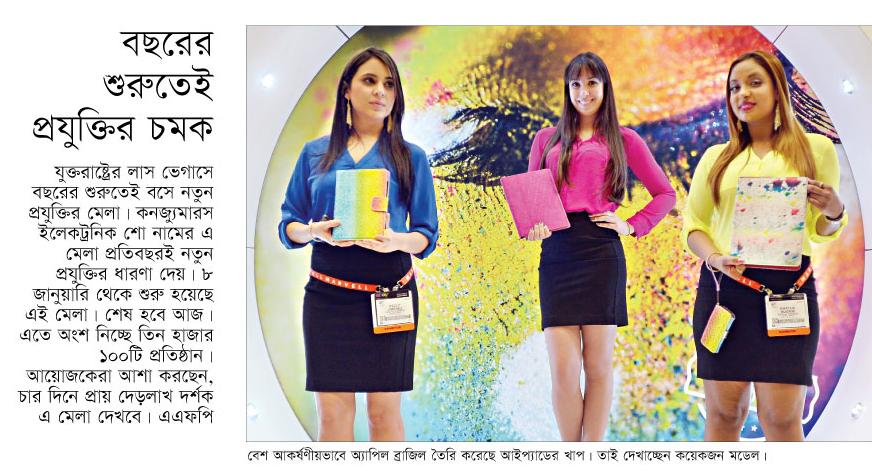 বছরের
শুরুতেই
প্রযুক্তির চমক
যুক্তরাষ্ট্রের লাস ভেগাসে
বছরের শুরুতেই বসে নতুন
প্রযুক্তির মেলা। কনজ্যুমারস
ইলেকট্রনিক শো নামের এ
মেলা প্রতিবছরই নতুন
প্রযুক্তির ধারণা দেয়। ৮
জানুয়ারি থেকে শুরু হয়েছে
এই মেলা। শেষ হবে আজ।
এতে অংশ নিচ্ছে তিন হাজার
১০০টি প্রতিষ্ঠান।
আয়োজকেরা আশা করছেন,
চার দিনে প্রায় দেড়লাখ দর্শক
এ মেলা দেখবে। এএফপি
MARVELL
বেশ আকর্ষণীয়ভাবে অ্যাপিল ব্রাজিল তৈরি করেছে আইপ্যাডের খাপ। তাই দেখাচ্ছেন কয়েকজন মডেল।